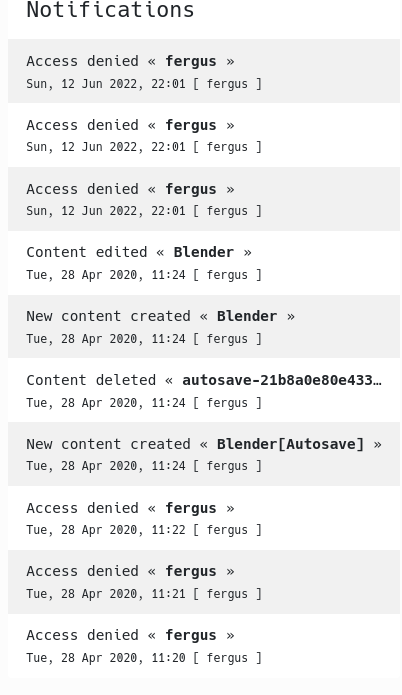 Notifications
Access denied « fergus »
Sun, 12 Jun 2022, 22:01 [ fergus ]
Access denied « fergus »
Sun, 12 Jun 2022, 22:01 [ fergus ]
Access denied « fergus »
Sun, 12 Jun 2022, 22:01 [ fergus ]
Content edited « Blender »
Tue, 28 Apr 2020, 11:24 [ fergus ]
New content created « Blender »
Tue, 28 Apr 2020, 11:24 [ fergus ]
Content deleted « autosave-21b8a0e80e433…
Tue, 28 Apr 2020, 11:24 [ fergus ]
New content created « Blender[Autosave] »
Tue, 28 Apr 2020, 11:24 [ fergus ]
Access denied « fergus »
Tue, 28 Apr 2020, 11:22 [ fergus ]
Access denied « fergus »
Tue, 28 Apr 2020, 11:21 [ fergus ]
Access denied « fergus »
Tue, 28 Apr 2020, 11:20 [ fergus ]